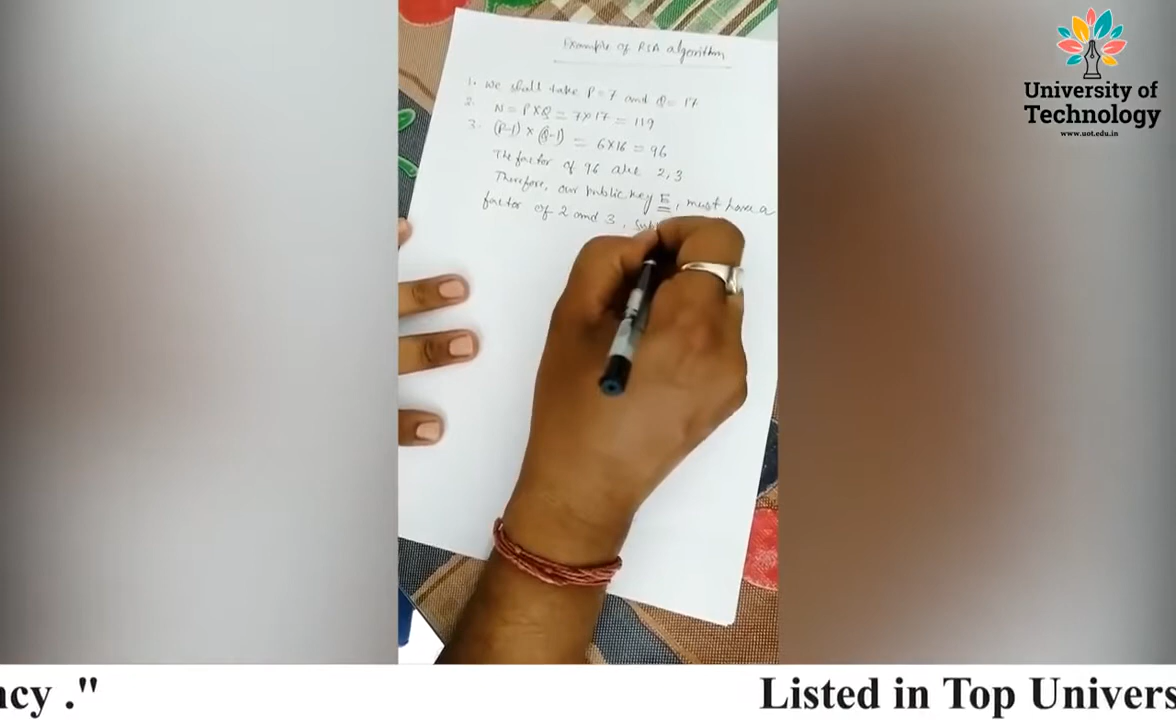 Example of RSA algorithm
1. We shall take P = 7 and Q = 17
2. N = P X Q = 7 X 17 = 119
3. (P-1) x (Q-1) = 6 X 16 = 96
The factor of 96 are 2, 3
Therefore, our public key E, must have a
factor of 2 and 3,
University of
Technology
www.uot.edu.in
ncy ."
Listed in Top Univers